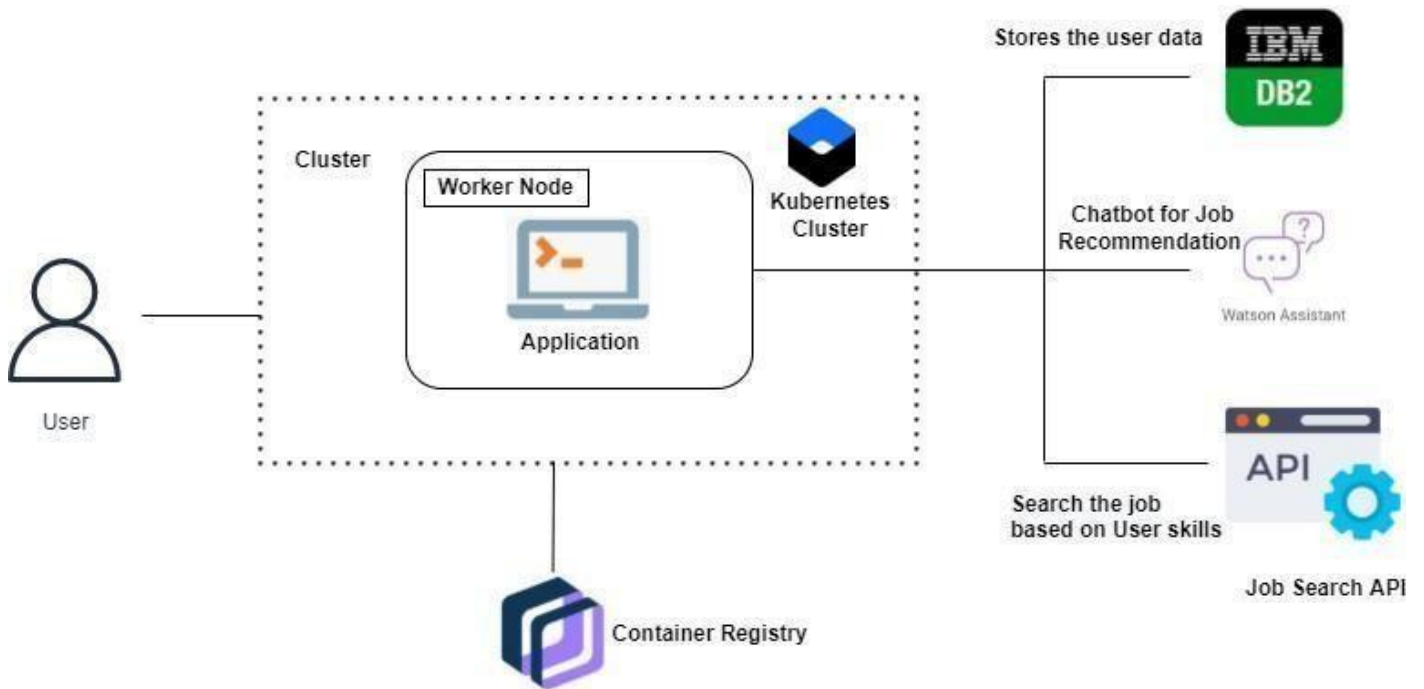 Stores the user data
IBM
DB2
Cluster
Worker Node
Kubernetes
Cluster
Application
Chatbot for Job
Recommendation
?
Watson Assistant
User
API
Search the job
based on User skills
Job Search API
Container Registry